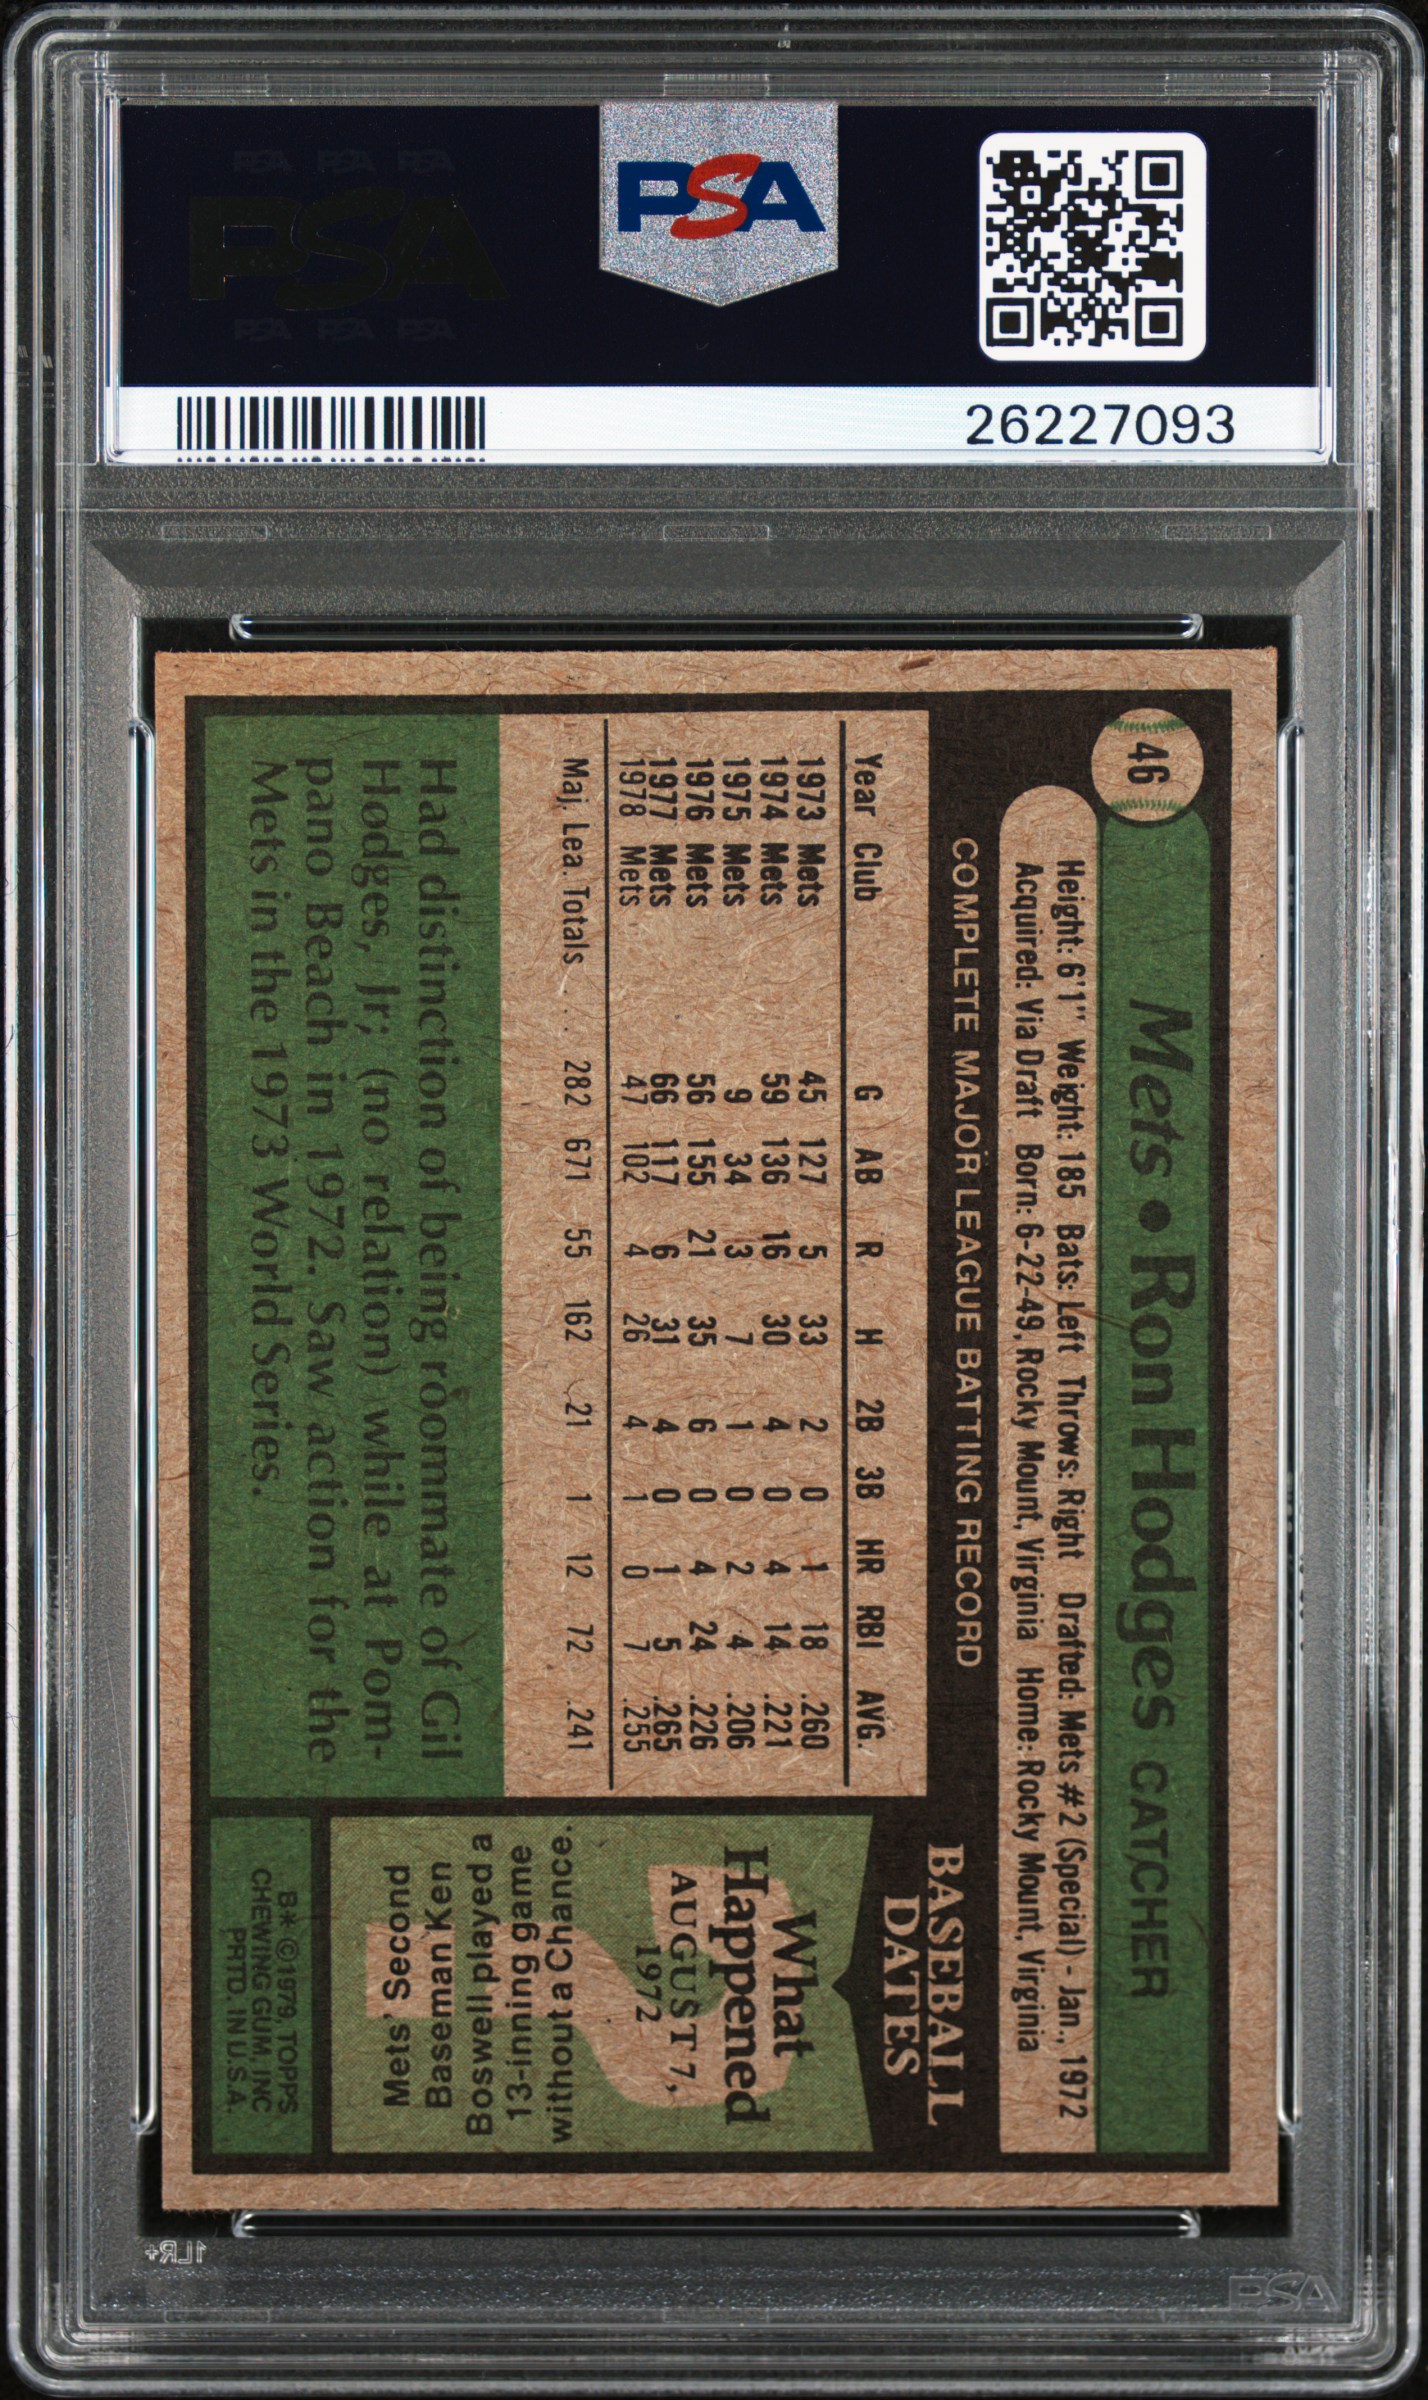 PSA PSA PSA
PSA
PSA PSA PSA
PSA
26227093
46
Mets • Ron Hodges CATCHER
Height: 6'1" Weight: 185 Bats: Left Throws: Right Drafted: Mets #2 (Special) - Jan., 1972
Acquired: Via Draft Born: 6-22-49, Rocky Mount, Virginia Home: Rocky Mount, Virginia
COMPLETE MAJOR LEAGUE BATTING RECORD
Year Club G AB R H 2B 3B HR RBI AVG.
1973 Mets 45 127 5 33 2 0 1 18 .260
1974 Mets 59 136 16 30 4 0 4 14 .221
1975 Mets 9 34 3 7 1 0 2 4 .206
1976 Mets 56 155 21 35 6 0 4 24 .226
1977 Mets 66 117 6 31 4 0 1 5 .265
1978 Mets 47 102 4 26 4 1 0 7 .255
Maj. Lea. Totals . . 282 671 55 162 21 1 12 72 .241
Had distinction of being roommate of Gil
Hodges, Jr; (no relation) while at Pom-
pano Beach in 1972. Saw action for the
Mets in the 1973 World Series.
BASEBALL
DATES
What
Happened
AUGUST 7,
1972
Mets' Second
Baseman Ken
Boswell played a
13-inning game
without a Chance.
B* ©1979, TOPPS
CHEWING GUM, INC
PRTD. IN U.S.A.
1LR+
PSA